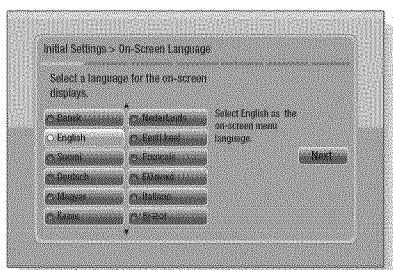 Initial Settings > On-Screen Language
Select a language for the on-screen
displays.
Dansk
Nederlands
English
Eesti keel
Suomi
Français
Deutsch
Ελληνικά
Magyar
Italiano
Select English as the
on-screen menu
language.
Next